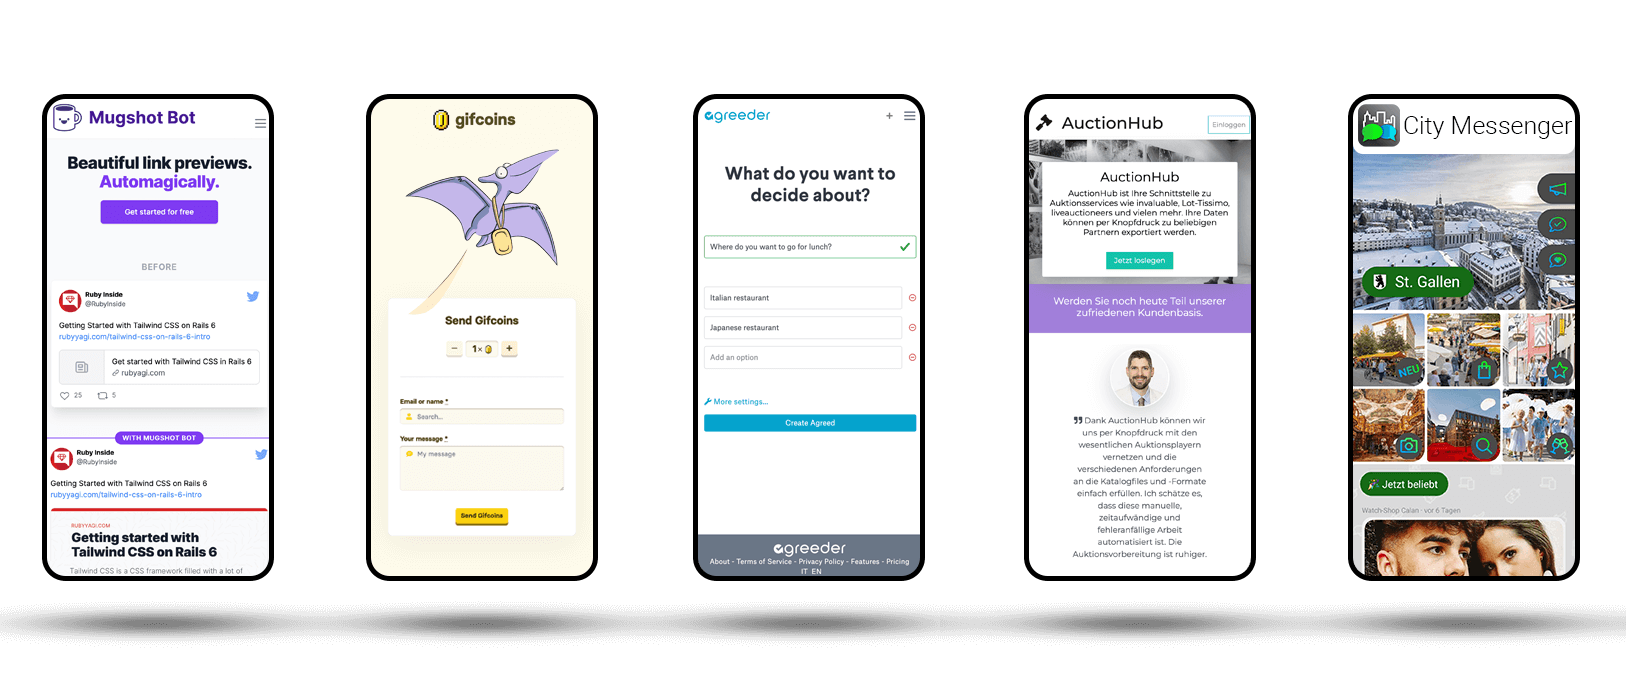 Mugshot Bot
Beautiful link previews.
Automagically.
Get started for free
BEFORE
Ruby Inside
@RubyInside
Getting Started with Tailwind CSS on Rails 6
rubyyagi.com/tailwind-css-on-rails-6-intro
Get started with Tailwind CSS in Rails 6
rubyyagi.com
25 5
WITH MUGSHOT BOT
Ruby Inside
@RubyInside
Getting Started with Tailwind CSS on Rails 6
rubyyagi.com/tailwind-css-on-rails-6-intro
RUBYYAGI.COM
Getting started with
Tailwind CSS on Rails 6
Tailwind CSS is a CSS framework filled with a lot of
gifcoins
Send Gifcoins
− 1× +
Email or name *
Search...
Your message *
My message
Send Gifcoins
agreeder
+
What do you want to
decide about?
Where do you want to go for lunch?
Italian restaurant
Japanese restaurant
Add an option
More settings...
Create Agreed
agreeder
About - Terms of Service - Privacy Policy - Features - Pricing
IT EN
AuctionHub
Einloggen
AuctionHub
AuctionHub ist Ihre Schnittstelle zu
Auktionsservices wie invaluable, Lot-Tissimo,
liveauctioneers und vielen mehr. Ihre Daten
können per Knopfdruck zu beliebigen
Partnern exportiert werden.
Jetzt loslegen
Werden Sie noch heute Teil unserer
zufriedenen Kundenbasis.
Dank AuctionHub können wir
uns per Knopfdruck mit den
wesentlichen Auktionsplayern
vernetzen und die
verschiedenen Anforderungen
an die Katalogfiles und -Formate
einfach erfüllen. Ich schätze es,
dass diese manuelle,
zeitaufwändige und
fehleranfällige Arbeit
automatisiert ist. Die
Auktionsvorbereitung ist ruhiger.
City Messenger
St. Gallen
NEU
Jetzt beliebt
Watch-Shop Calan · vor 6 Tagen